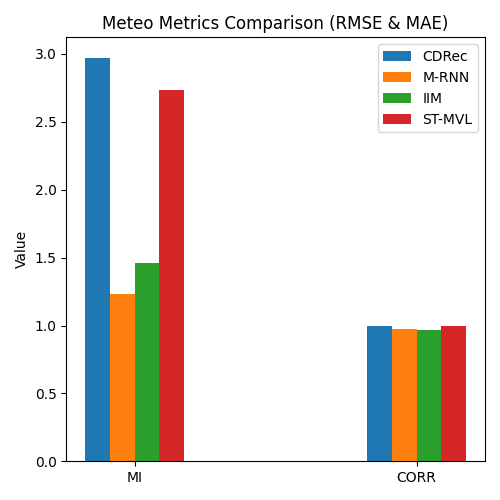 Meteo Metrics Comparison (RMSE & MAE)
CDRec
M-RNN
IIM
ST-MVL
Value
3.0
2.5
2.0
1.5
1.0
0.5
0.0
MI
CORR